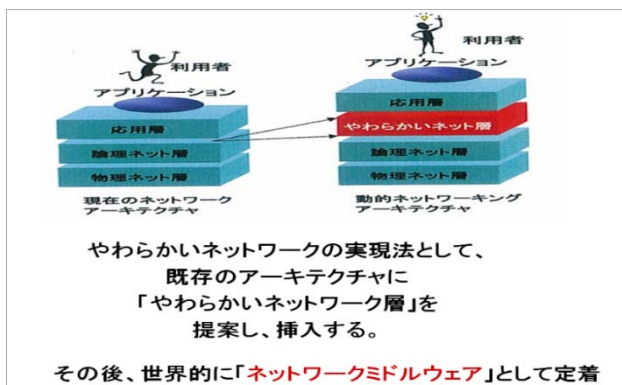 利用者
アプリケーション
応用層
論理ネット層
物理ネット層
現在のネットワーク
アーキテクチャ
利用者
アプリケーション
応用層
やわらかいネット層
論理ネット層
物理ネット層
動的ネットワーキング
アーキテクチャ
やわらかいネットワークの実現法として、
既存のアーキテクチャに
「やわらかいネットワーク層」を
提案し、挿入する。
その後、世界的に「ネットワークミドルウェア」として定着